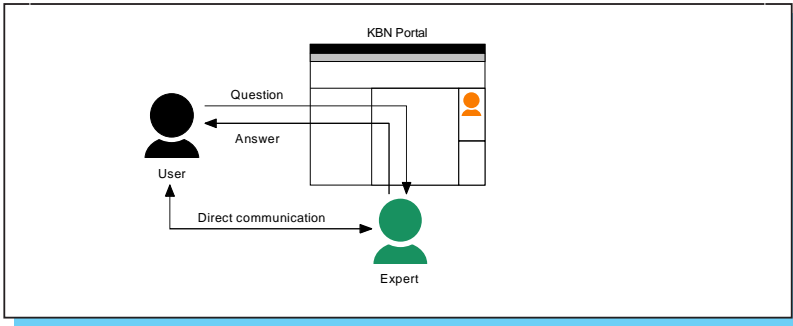 KBN Portal
Question
Answer
User
Direct communication
Expert